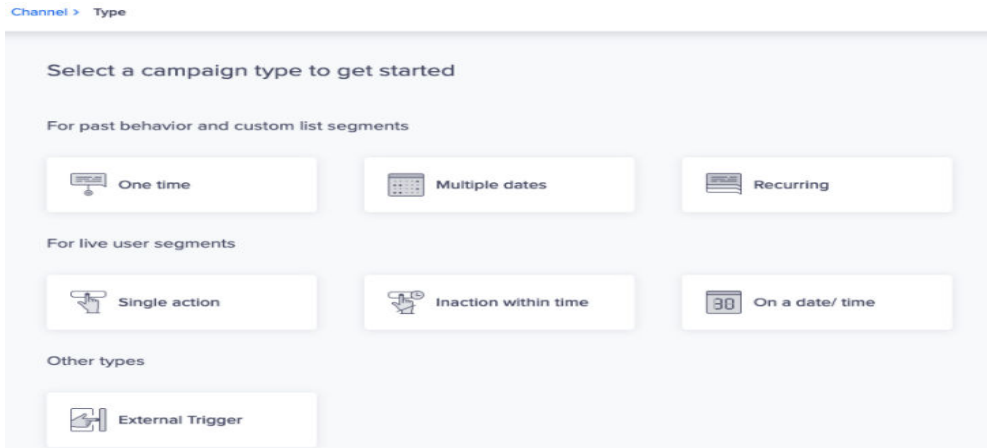 Channel > Type
Select a campaign type to get started
For past behavior and custom list segments
One time
Multiple dates
Recurring
For live user segments
Single action
Inaction within time
30
On a date/ time
Other types
External Trigger